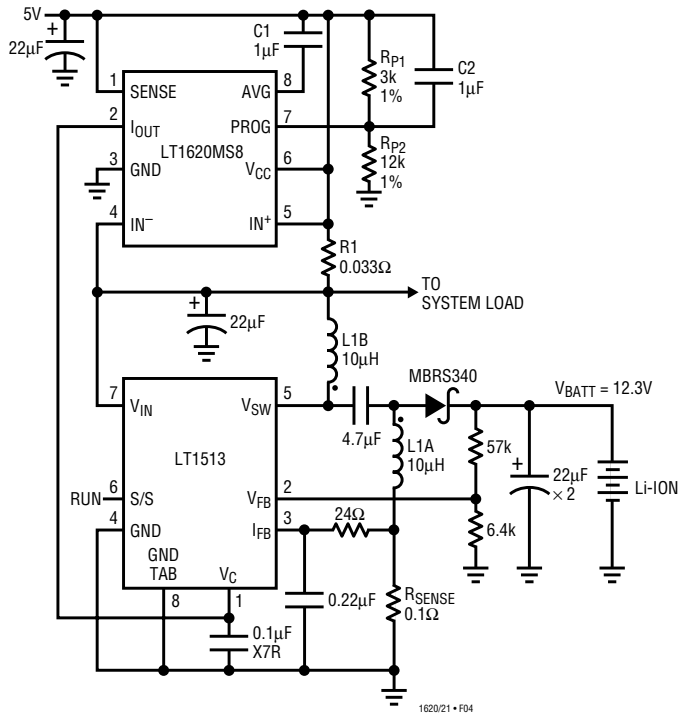 5V
+
22µF
C1
1µF
RP1
3k
1%
C2
1µF
1
SENSE
AVG
8
2
IOUT
PROG
7
LT1620MS8
3
GND
VCC
6
RP2
12k
1%
4
IN−
IN+
5
R1
0.033Ω
TO
SYSTEM LOAD
+
22µF
L1B
10µH
MBRS340
VBATT = 12.3V
7
VIN
VSW
5
4.7µF
L1A
10µH
57k
LT1513
+
22µF
× 2
Li-ION
RUN
6
S/S
VFB
2
4
GND
IFB
3
24Ω
6.4k
GND
TAB
VC
8
1
0.22µF
RSENSE
0.1Ω
0.1µF
X7R
1620/21 • F04